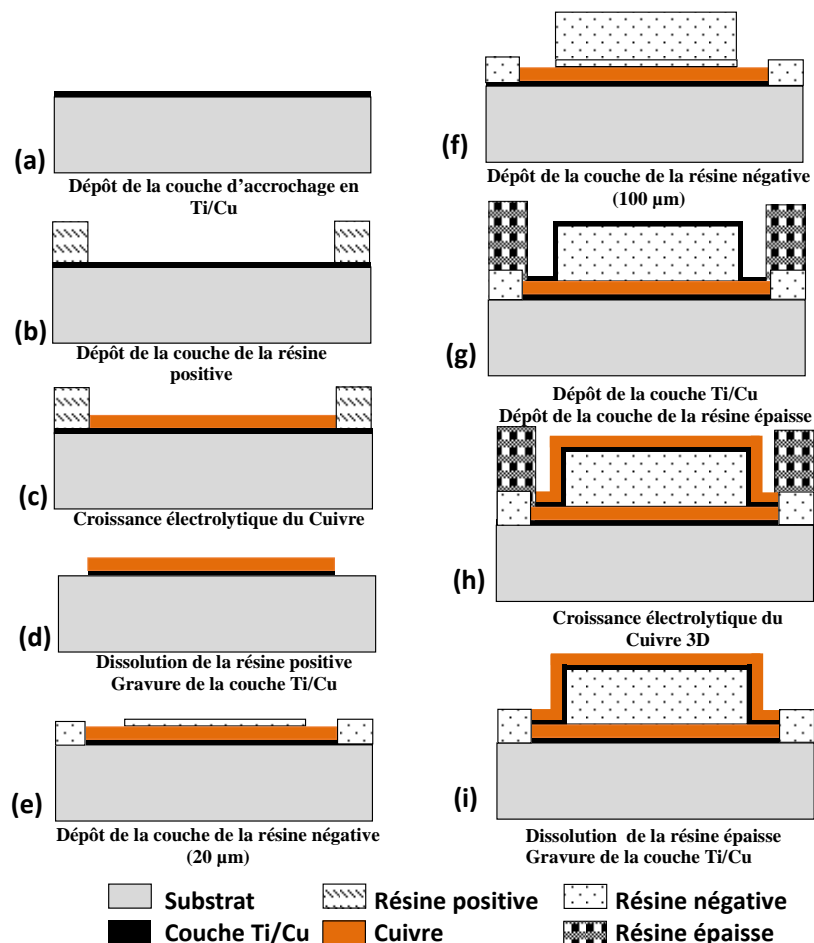 (a)
Dépôt de la couche d'accrochage en
Ti/Cu
(b)
Dépôt de la couche de la résine
positive
(c)
Croissance électrolytique du Cuivre
(d)
Dissolution de la résine positive
Gravure de la couche Ti/Cu
(e)
Dépôt de la couche de la résine négative
(20 µm)
(f)
Dépôt de la couche de la résine négative
(100 µm)
(g)
Dépôt de la couche Ti/Cu
Dépôt de la couche de la résine épaisse
(h)
Croissance électrolytique du
Cuivre 3D
(i)
Dissolution de la résine épaisse
Gravure de la couche Ti/Cu
Substrat
Résine positive
Résine négative
Couche Ti/Cu
Cuivre
Résine épaisse